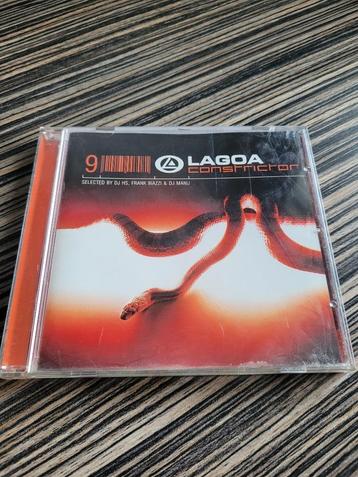 9
LAGOA
constrictor
SELECTED BY DJ HS, FRANK BIAZZI & DJ MANU